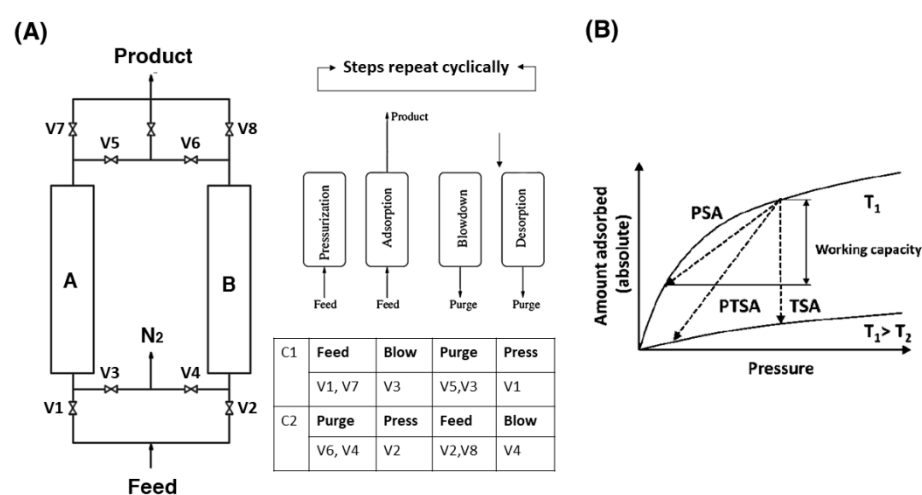 (A)
Product
V7
V5
V6
V8
A
B
N2
V3
V4
V1
V2
Feed
Steps repeat cyclically
Product
Pressurization
Adsorption
Blowdown
Desorption
Feed
Feed
Purge
Purge
C1 Feed Blow Purge Press
V1, V7 V3 V5,V3 V1
C2 Purge Press Feed Blow
V6, V4 V2 V2,V8 V4
(B)
Amount adsorbed
(absolute)
PSA
T1
Working capacity
PTSA
TSA
T1> T2
Pressure